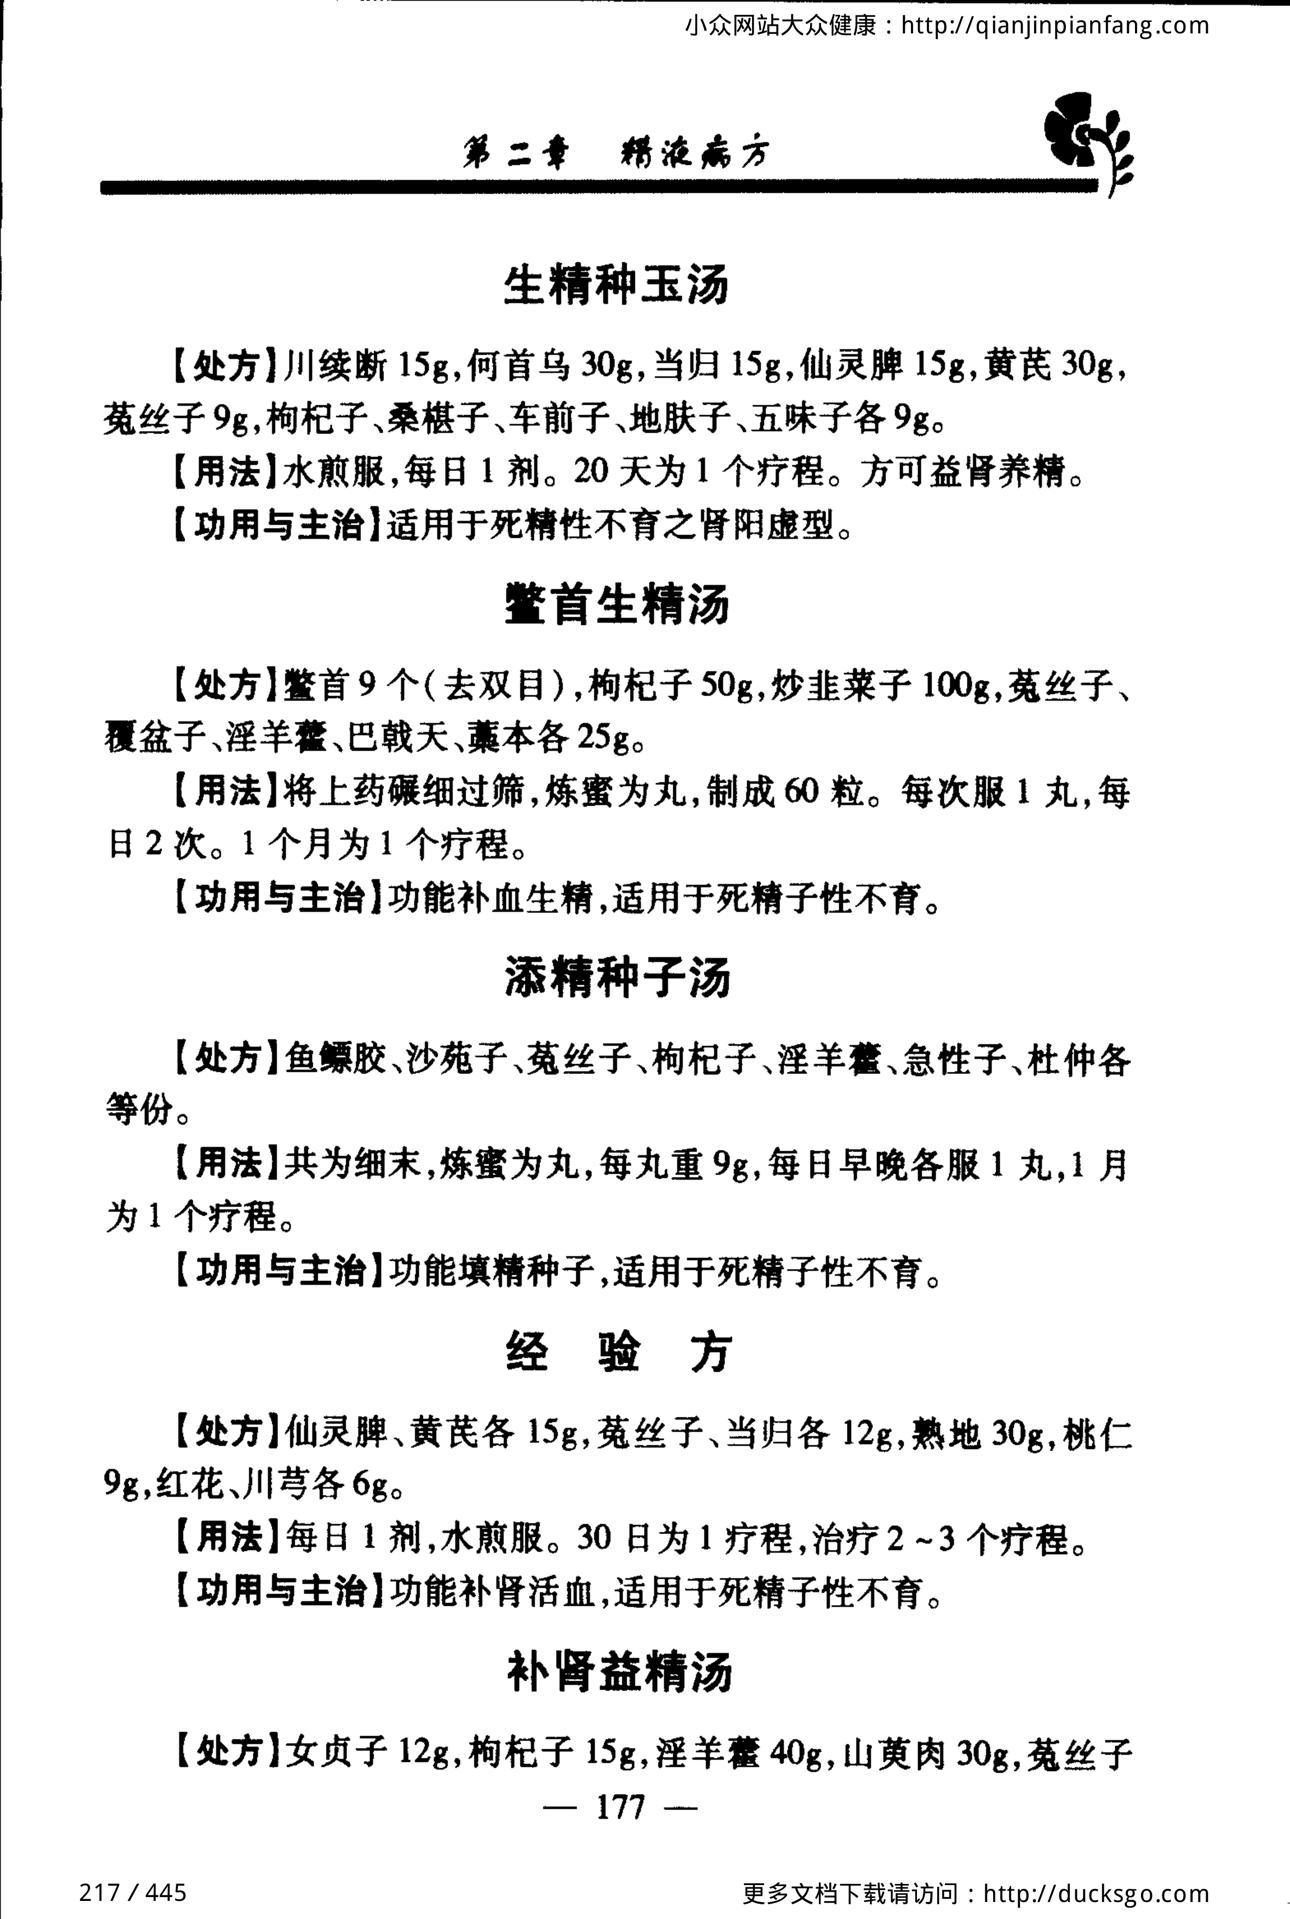 小众网站大众健康：http://qianjinpianfang.com
第二章 精液病方
生精种玉汤
【处方】川续断 15g,何首乌 30g,当归 15g,仙灵脾 15g,黄芪 30g,
菟丝子 9g,枸杞子、桑椹子、车前子、地肤子、五味子各 9g。
【用法】水煎服,每日 1 剂。20 天为 1 个疗程。方可益肾养精。
【功用与主治】适用于死精性不育之肾阳虚型。
鳖首生精汤
【处方】鳖首 9 个(去双目),枸杞子 50g,炒韭菜子 100g,菟丝子、
覆盆子、淫羊藿、巴戟天、藁本各 25g。
【用法】将上药碾细过筛,炼蜜为丸,制成 60 粒。每次服 1 丸,每
日 2 次。1 个月为 1 个疗程。
【功用与主治】功能补血生精,适用于死精子性不育。
添精种子汤
【处方】鱼鳔胶、沙苑子、菟丝子、枸杞子、淫羊藿、急性子、杜仲各
等份。
【用法】共为细末,炼蜜为丸,每丸重 9g,每日早晚各服 1 丸,1 月
为 1 个疗程。
【功用与主治】功能填精种子,适用于死精子性不育。
经 验 方
【处方】仙灵脾、黄芪各 15g,菟丝子、当归各 12g,熟地 30g,桃仁
9g,红花、川芎各 6g。
【用法】每日 1 剂,水煎服。30 日为 1 疗程,治疗 2～3 个疗程。
【功用与主治】功能补肾活血,适用于死精子性不育。
补肾益精汤
【处方】女贞子 12g,枸杞子 15g,淫羊藿 40g,山萸肉 30g,菟丝子
— 177 —
217 / 445
更多文档下载请访问：http://ducksgo.com